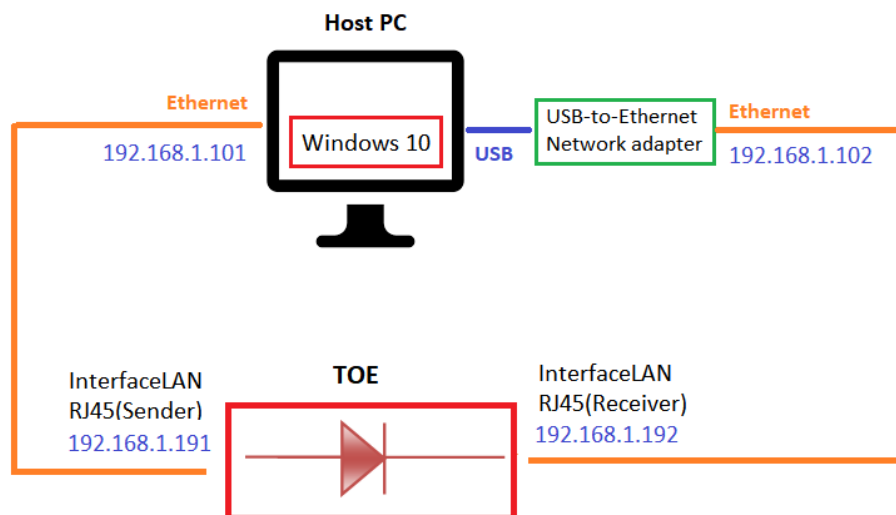 Host PC
Ethernet
192.168.1.101
Windows 10
USB
USB-to-Ethernet
Network adapter
Ethernet
192.168.1.102
InterfaceLAN
RJ45(Sender)
192.168.1.191
TOE
InterfaceLAN
RJ45(Receiver)
192.168.1.192